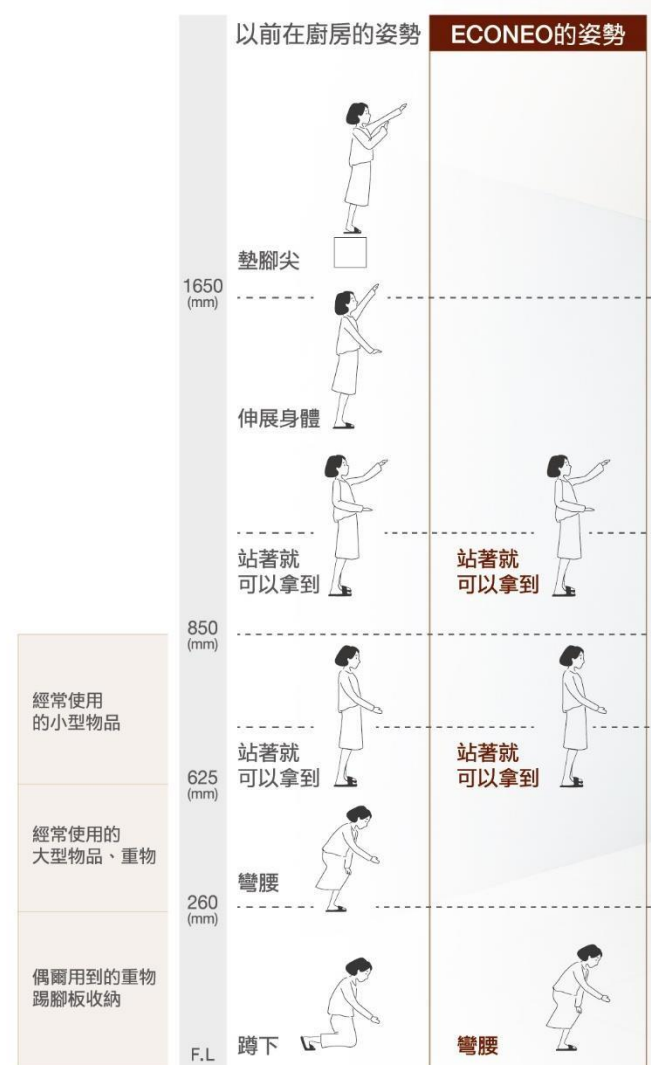 以前在廚房的姿勢
ECONEO的姿勢
墊腳尖
1650
(mm)
伸展身體
站著就
可以拿到
站著就
可以拿到
850
(mm)
經常使用
的小型物品
站著就
可以拿到
站著就
可以拿到
625
(mm)
經常使用的
大型物品、重物
彎腰
260
(mm)
偶爾用到的重物
踢腳板收納
F.L
蹲下
彎腰